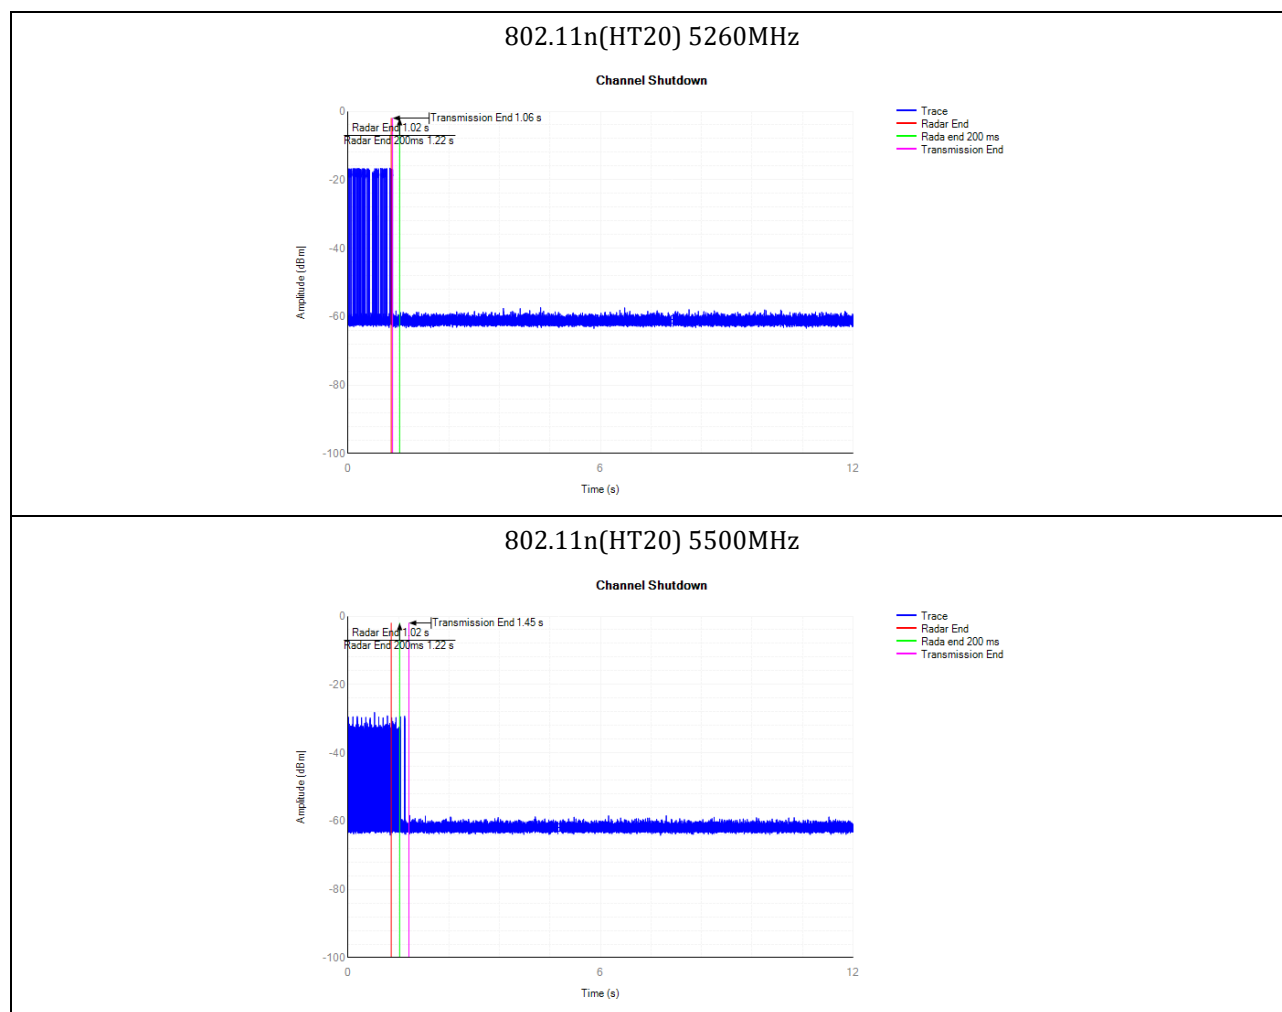 802.11n(HT20) 5260MHz
Channel Shutdown
Transmission End 1.06 s
Radar End 1.02 s
Radar End 200ms 1.22 s
Trace
Radar End
Rada end 200 ms
Transmission End
0
-20
-40
-60
-80
-100
Amplitude [dBm]
0 6 12
Time (s)
802.11n(HT20) 5500MHz
Channel Shutdown
Transmission End 1.45 s
Radar End 1.02 s
Radar End 200ms 1.22 s
Trace
Radar End
Rada end 200 ms
Transmission End
0
-20
-40
-60
-80
-100
Amplitude [dBm]
0 6 12
Time (s)